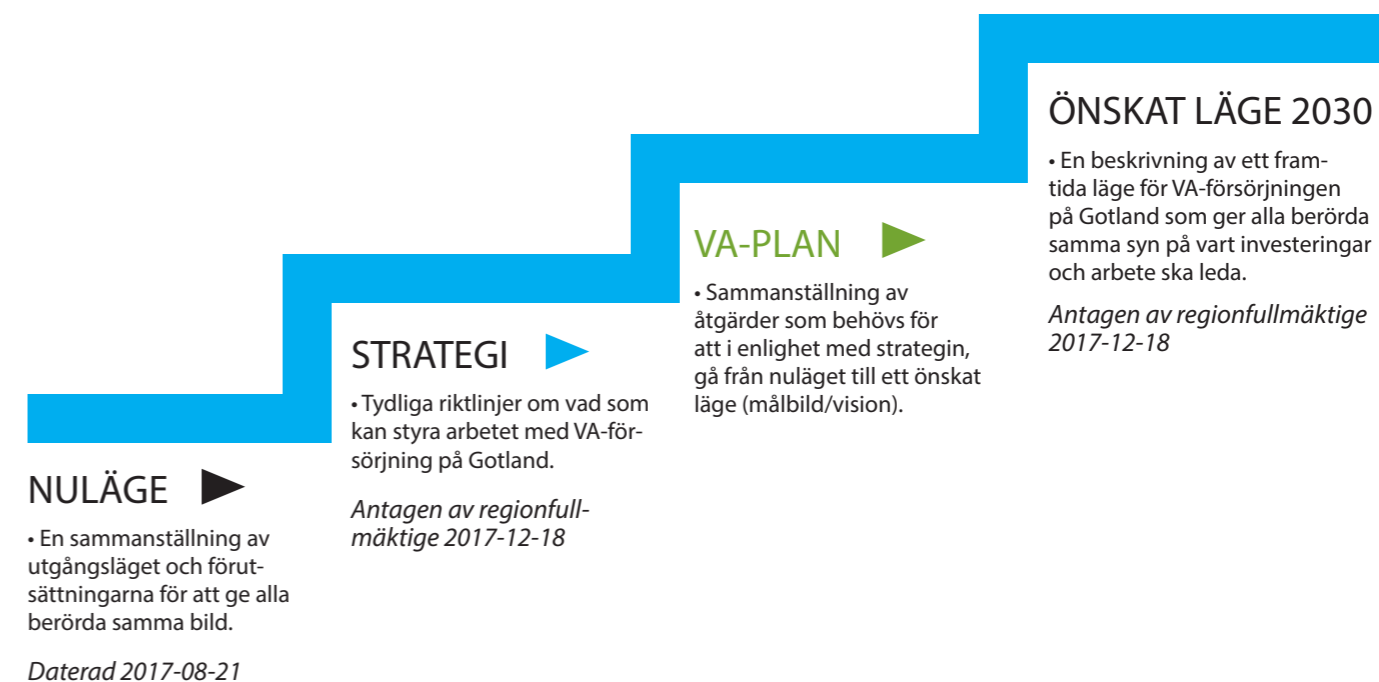 NULÄGE
• En sammanställning av
utgångsläget och förut-
sättningarna för att ge alla
berörda samma bild.
Daterad 2017-08-21
STRATEGI
• Tydliga riktlinjer om vad som
kan styra arbetet med VA-för-
sörjning på Gotland.
Antagen av regionfull-
mäktige 2017-12-18
VA-PLAN
• Sammanställning av
åtgärder som behövs för
att i enlighet med strategin,
gå från nuläget till ett önskat
läge (målbild/vision).
ÖNSKAT LÄGE 2030
• En beskrivning av ett fram-
tida läge för VA-försörjningen
på Gotland som ger alla berörda
samma syn på vart investeringar
och arbete ska leda.
Antagen av regionfullmäktige
2017-12-18